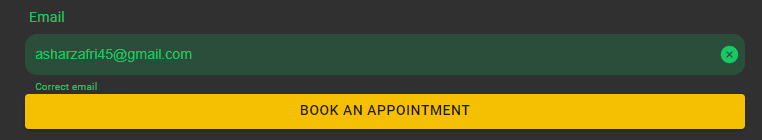 Email
asharzafri45@gmail.com
Correct email
BOOK AN APPOINTMENT